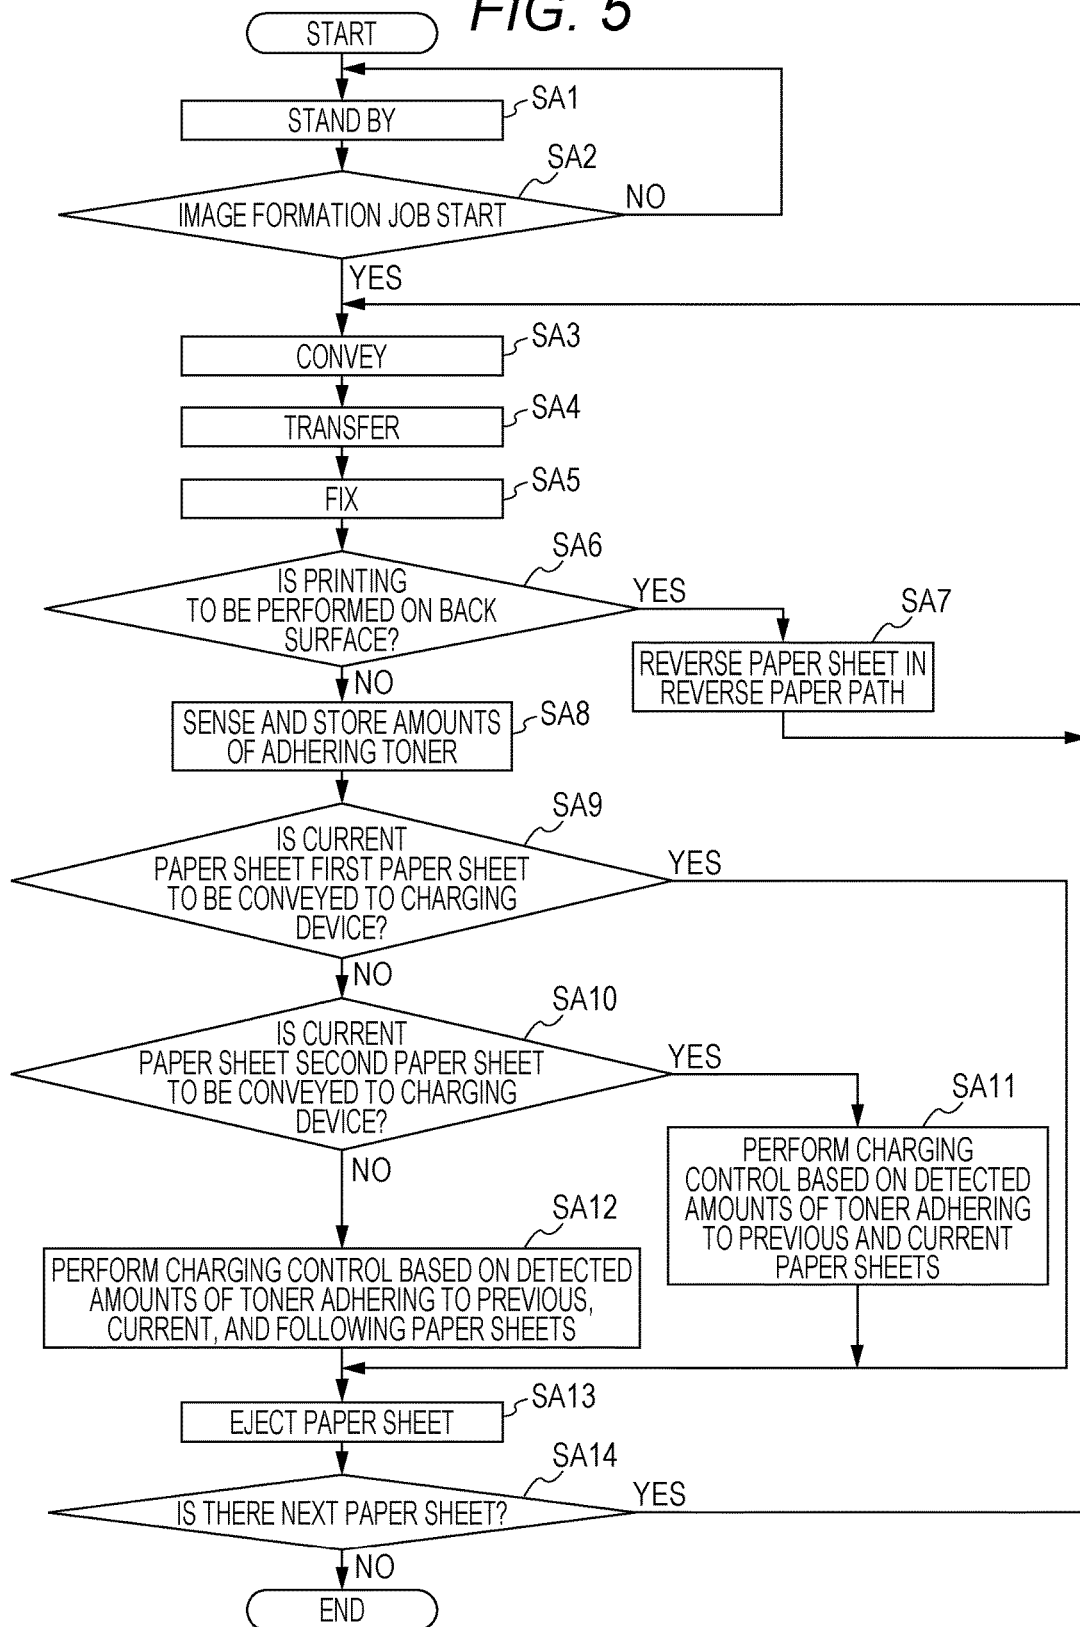 FIG. 5
START
SA1
STAND BY
SA2
IMAGE FORMATION JOB START
NO
YES
SA3
CONVEY
SA4
TRANSFER
SA5
FIX
SA6
IS PRINTING
TO BE PERFORMED ON BACK
SURFACE?
YES
SA7
REVERSE PAPER SHEET IN
REVERSE PAPER PATH
NO
SA8
SENSE AND STORE AMOUNTS
OF ADHERING TONER
SA9
IS CURRENT
PAPER SHEET FIRST PAPER SHEET
TO BE CONVEYED TO CHARGING
DEVICE?
YES
NO
SA10
IS CURRENT
PAPER SHEET SECOND PAPER SHEET
TO BE CONVEYED TO CHARGING
DEVICE?
YES
SA11
PERFORM CHARGING
CONTROL BASED ON DETECTED
AMOUNTS OF TONER ADHERING
TO PREVIOUS AND CURRENT
PAPER SHEETS
NO
SA12
PERFORM CHARGING CONTROL BASED ON DETECTED
AMOUNTS OF TONER ADHERING TO PREVIOUS,
CURRENT, AND FOLLOWING PAPER SHEETS
SA13
EJECT PAPER SHEET
SA14
IS THERE NEXT PAPER SHEET?
YES
NO
END